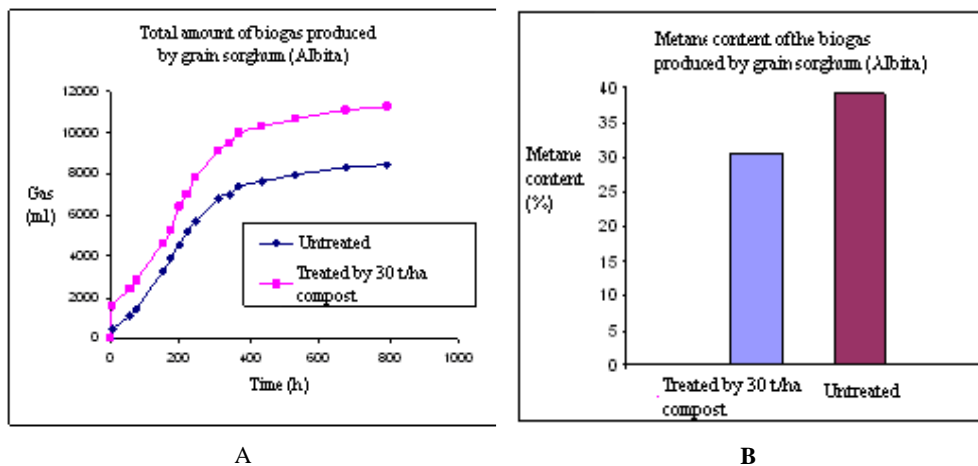 A
Total amount of biogas produced
by grain sorghum (Albita)
12000
10000
8000
6000
4000
2000
0
Gas
(ml)
Untreated
Treated by 30 t/ha
compost
0 200 400 600 800 1000
Time (h)
B
Metane content of the biogas
produced by grain sorghum (Albita)
40
35
30
25
20
15
10
5
0
Metane
content
(%)
Treated by 30 t/ha
compost
Untreated
A
B